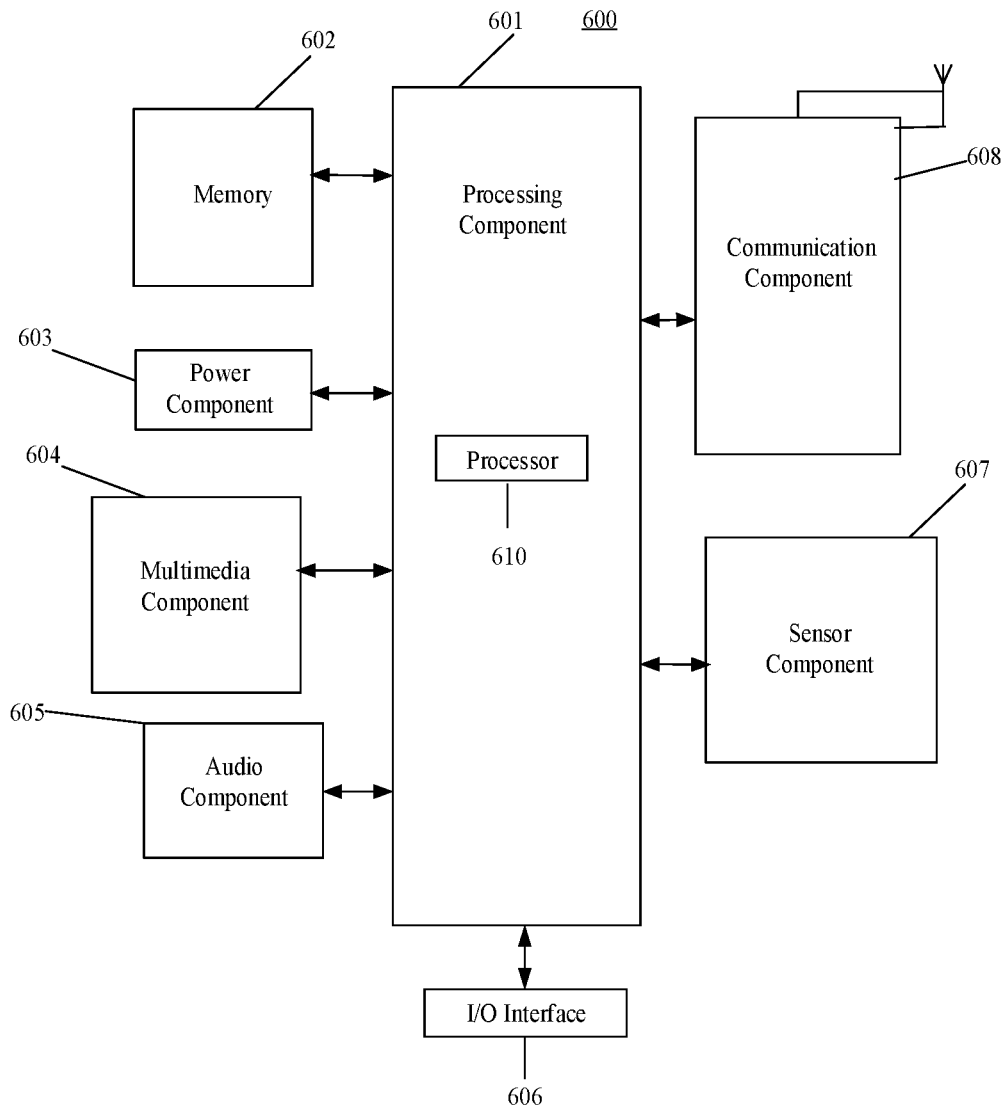 601
600
602
608
Memory
Processing
Component
Communication
Component
603
Power
Component
604
Processor
607
610
Multimedia
Component
Sensor
Component
605
Audio
Component
I/O Interface
606